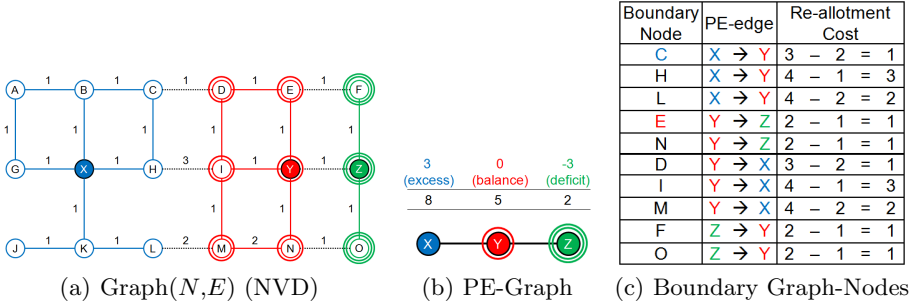 1 1 1 1 1
A B C D E F
1 1 1 1 1 1
1 1 3 1 1
G X H I Y Z
1 1 1 1
1 1 2 2 1
J K L M N O
(a) Graph(N,E) (NVD)
3 0 -3
(excess) (balance) (deficit)
8 5 2
X Y Z
(b) PE-Graph
Boundary Node PE-edge Re-allotment Cost
C X → Y 3 – 2 = 1
H X → Y 4 – 1 = 3
L X → Y 4 – 2 = 2
E Y → Z 2 – 1 = 1
N Y → Z 2 – 1 = 1
D Y → X 3 – 2 = 1
I Y → X 4 – 1 = 3
M Y → X 4 – 2 = 2
F Z → Y 2 – 1 = 1
O Z → Y 2 – 1 = 1
(c) Boundary Graph-Nodes